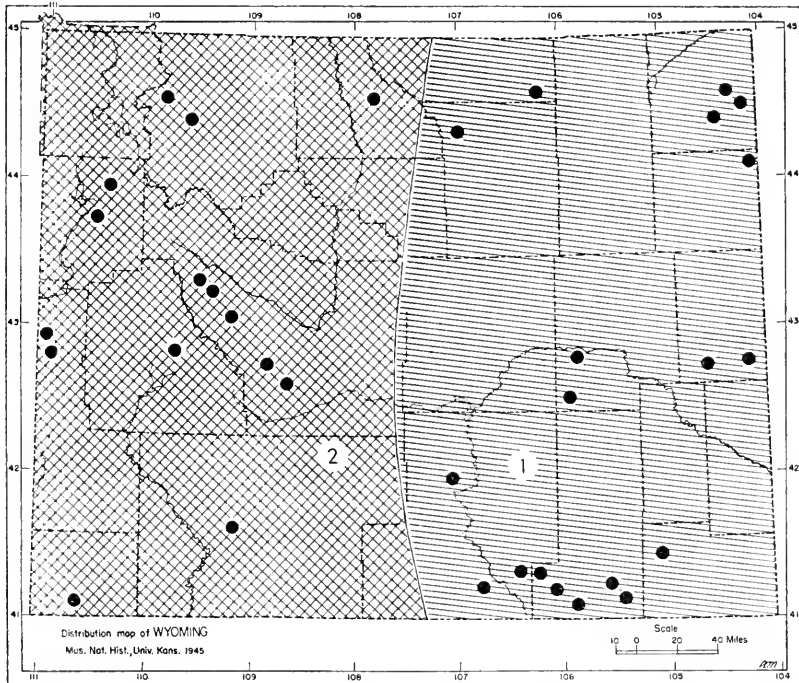 111 110 109 108 107 106 105 104
45 45
44 44
43 43
42 42
2 1
41 41
Distribution map of WYOMING
Mus. Nat. Hist., Univ. Kans. 1945
Scale
10 0 20 40 Miles
111 110 109 108 107 106 105 104